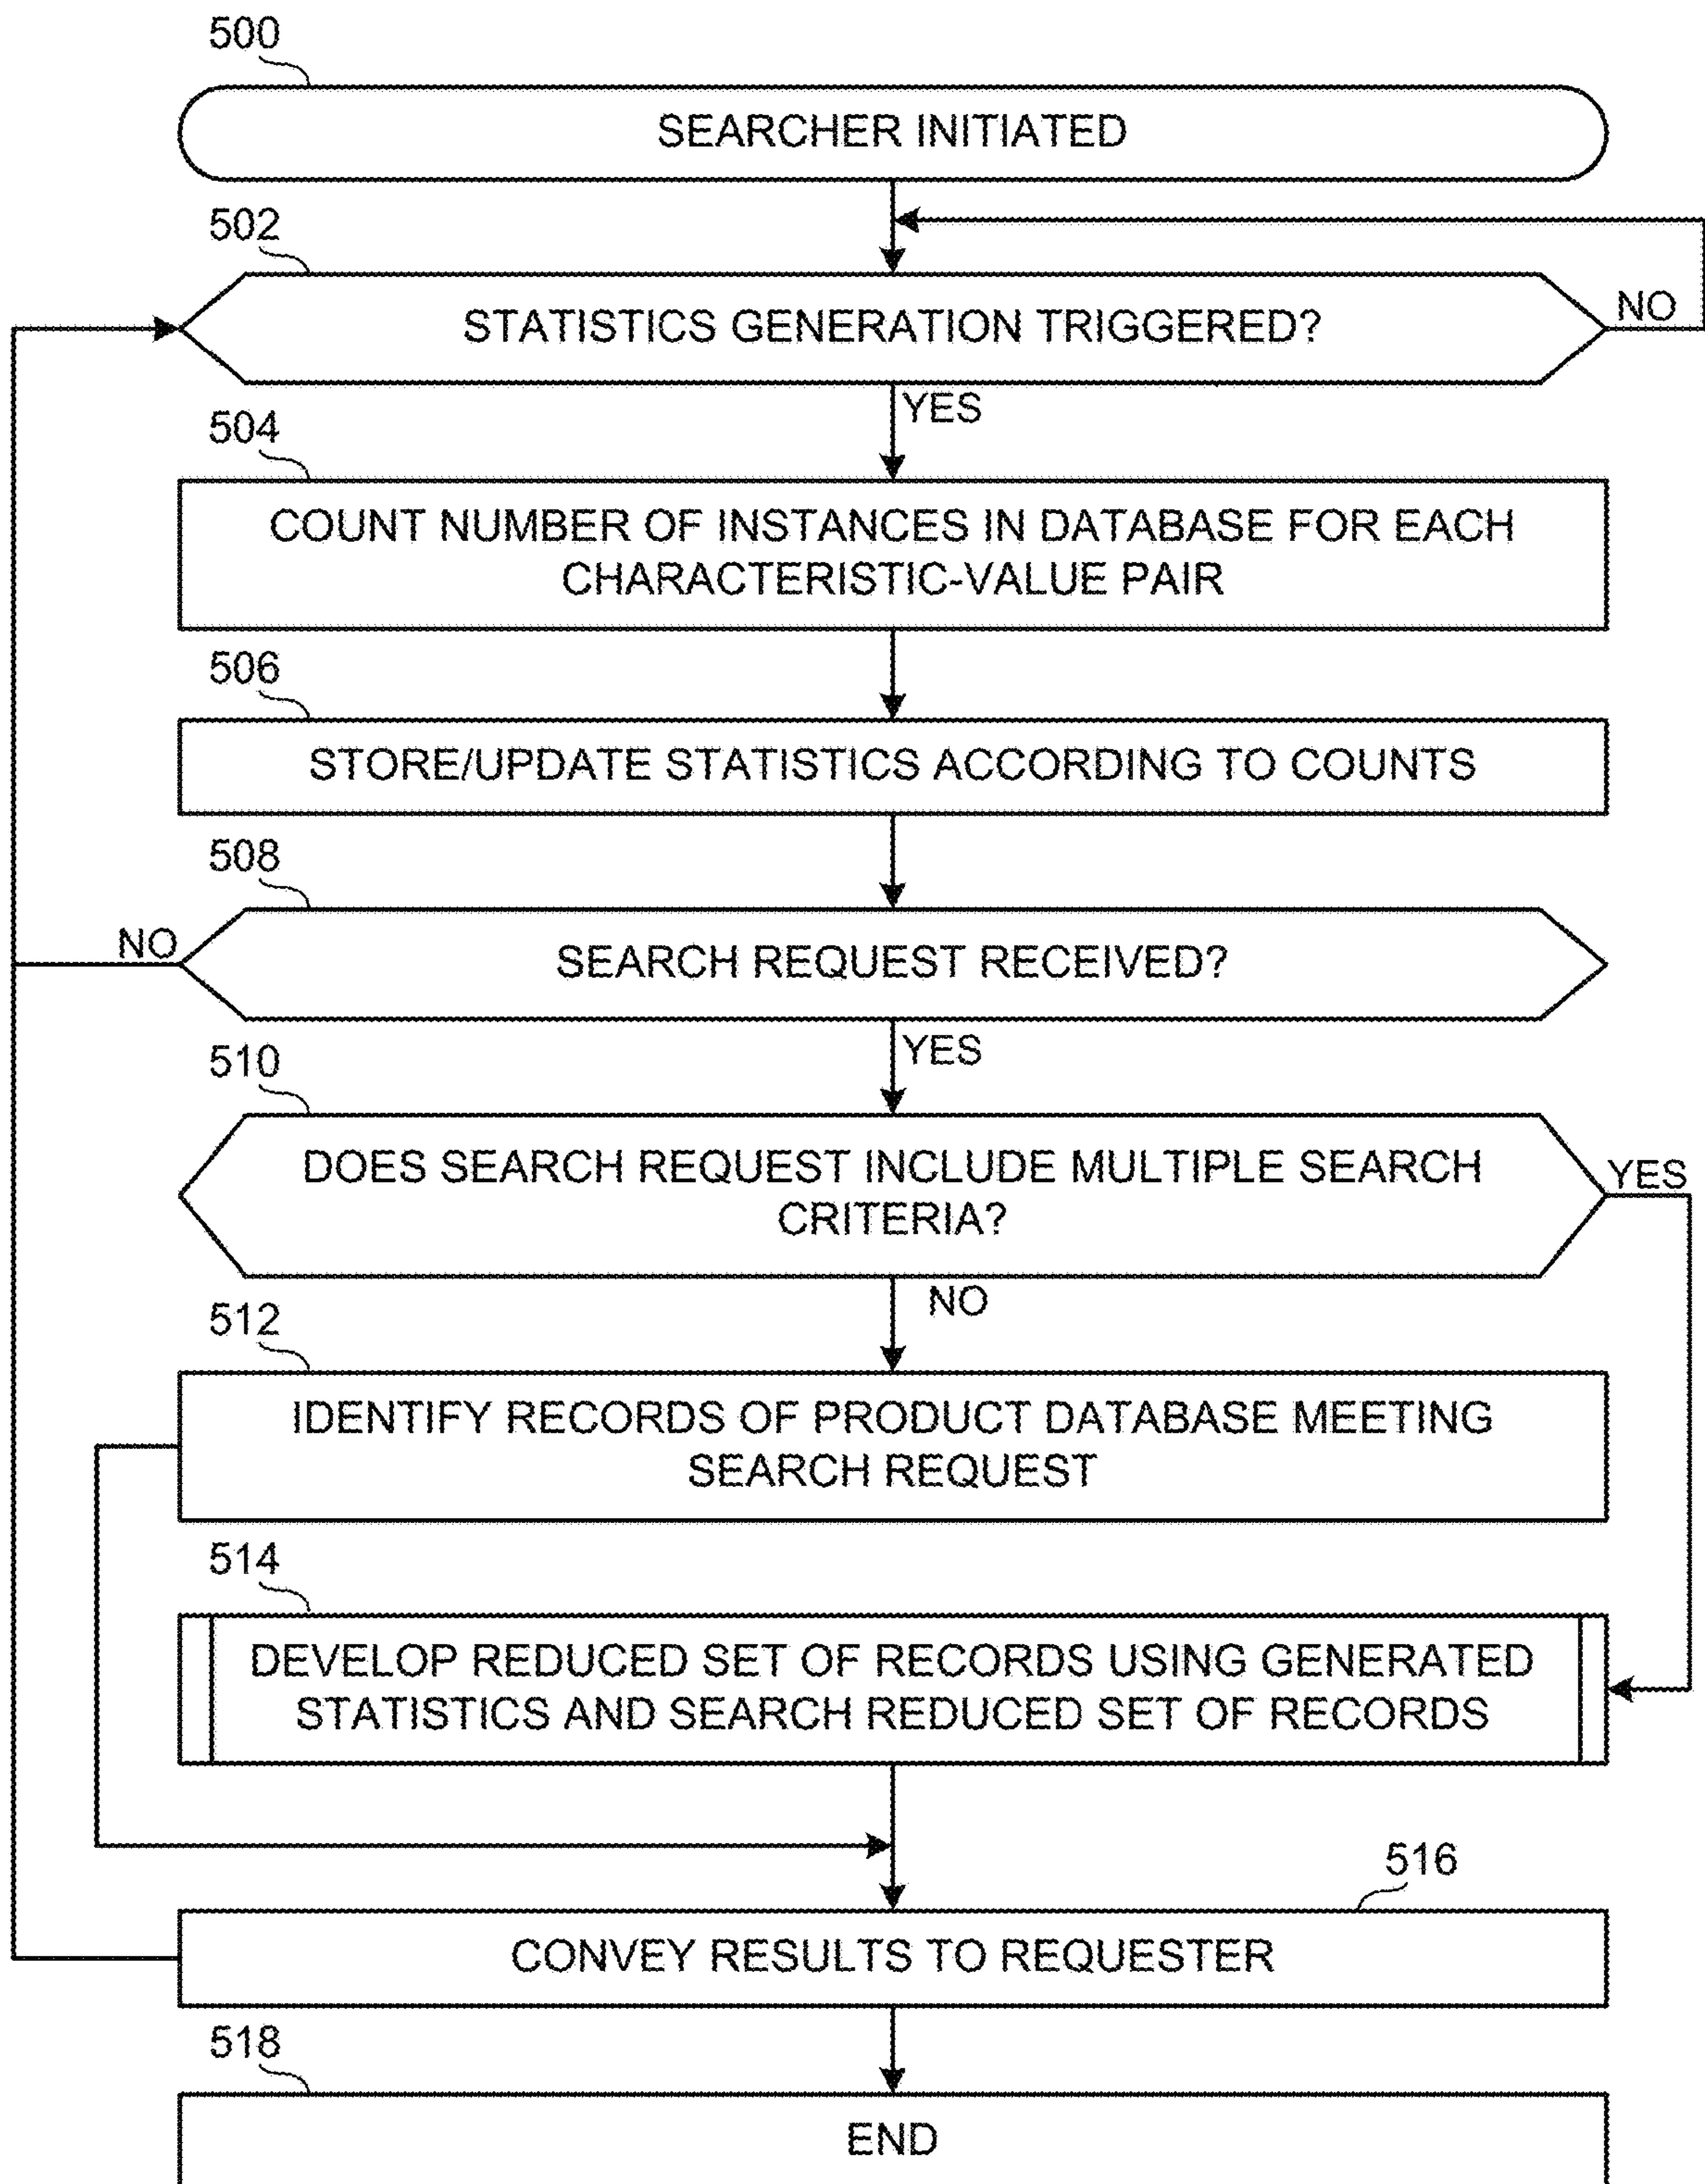 500
SEARCHER INITIATED
502
STATISTICS GENERATION TRIGGERED?
NO
YES
504
COUNT NUMBER OF INSTANCES IN DATABASE FOR EACH
CHARACTERISTIC-VALUE PAIR
506
STORE/UPDATE STATISTICS ACCORDING TO COUNTS
508
NO
SEARCH REQUEST RECEIVED?
YES
510
DOES SEARCH REQUEST INCLUDE MULTIPLE SEARCH
CRITERIA?
YES
NO
512
IDENTIFY RECORDS OF PRODUCT DATABASE MEETING
SEARCH REQUEST
514
DEVELOP REDUCED SET OF RECORDS USING GENERATED
STATISTICS AND SEARCH REDUCED SET OF RECORDS
516
CONVEY RESULTS TO REQUESTER
518
END